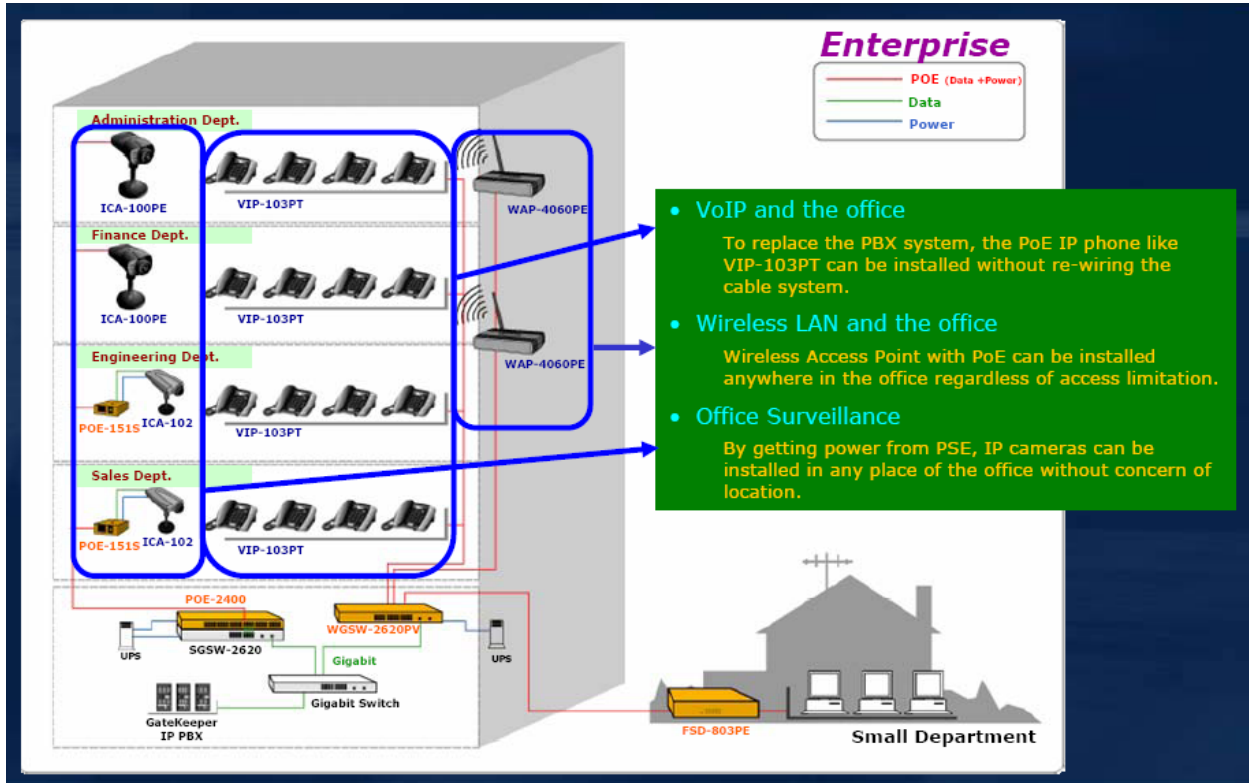 Enterprise
POE (Data +Power)
Data
Power
Administration Dept.
ICA-100PE
VIP-103PT
WAP-4060PE
Finance Dept.
ICA-100PE
VIP-103PT
WAP-4060PE
Engineering Dept.
POE-151S
ICA-102
VIP-103PT
Sales Dept.
POE-151S
ICA-102
VIP-103PT
• VoIP and the office
To replace the PBX system, the PoE IP phone like
VIP-103PT can be installed without re-wiring the
cable system.
• Wireless LAN and the office
Wireless Access Point with PoE can be installed
anywhere in the office regardless of access limitation.
• Office Surveillance
By getting power from PSE, IP cameras can be
installed in any place of the office without concern of
location.
POE-2400
UPS
SGSW-2620
WGSW-2620PV
UPS
Gigabit
Gigabit Switch
GateKeeper
IP PBX
FSD-803PE
Small Department